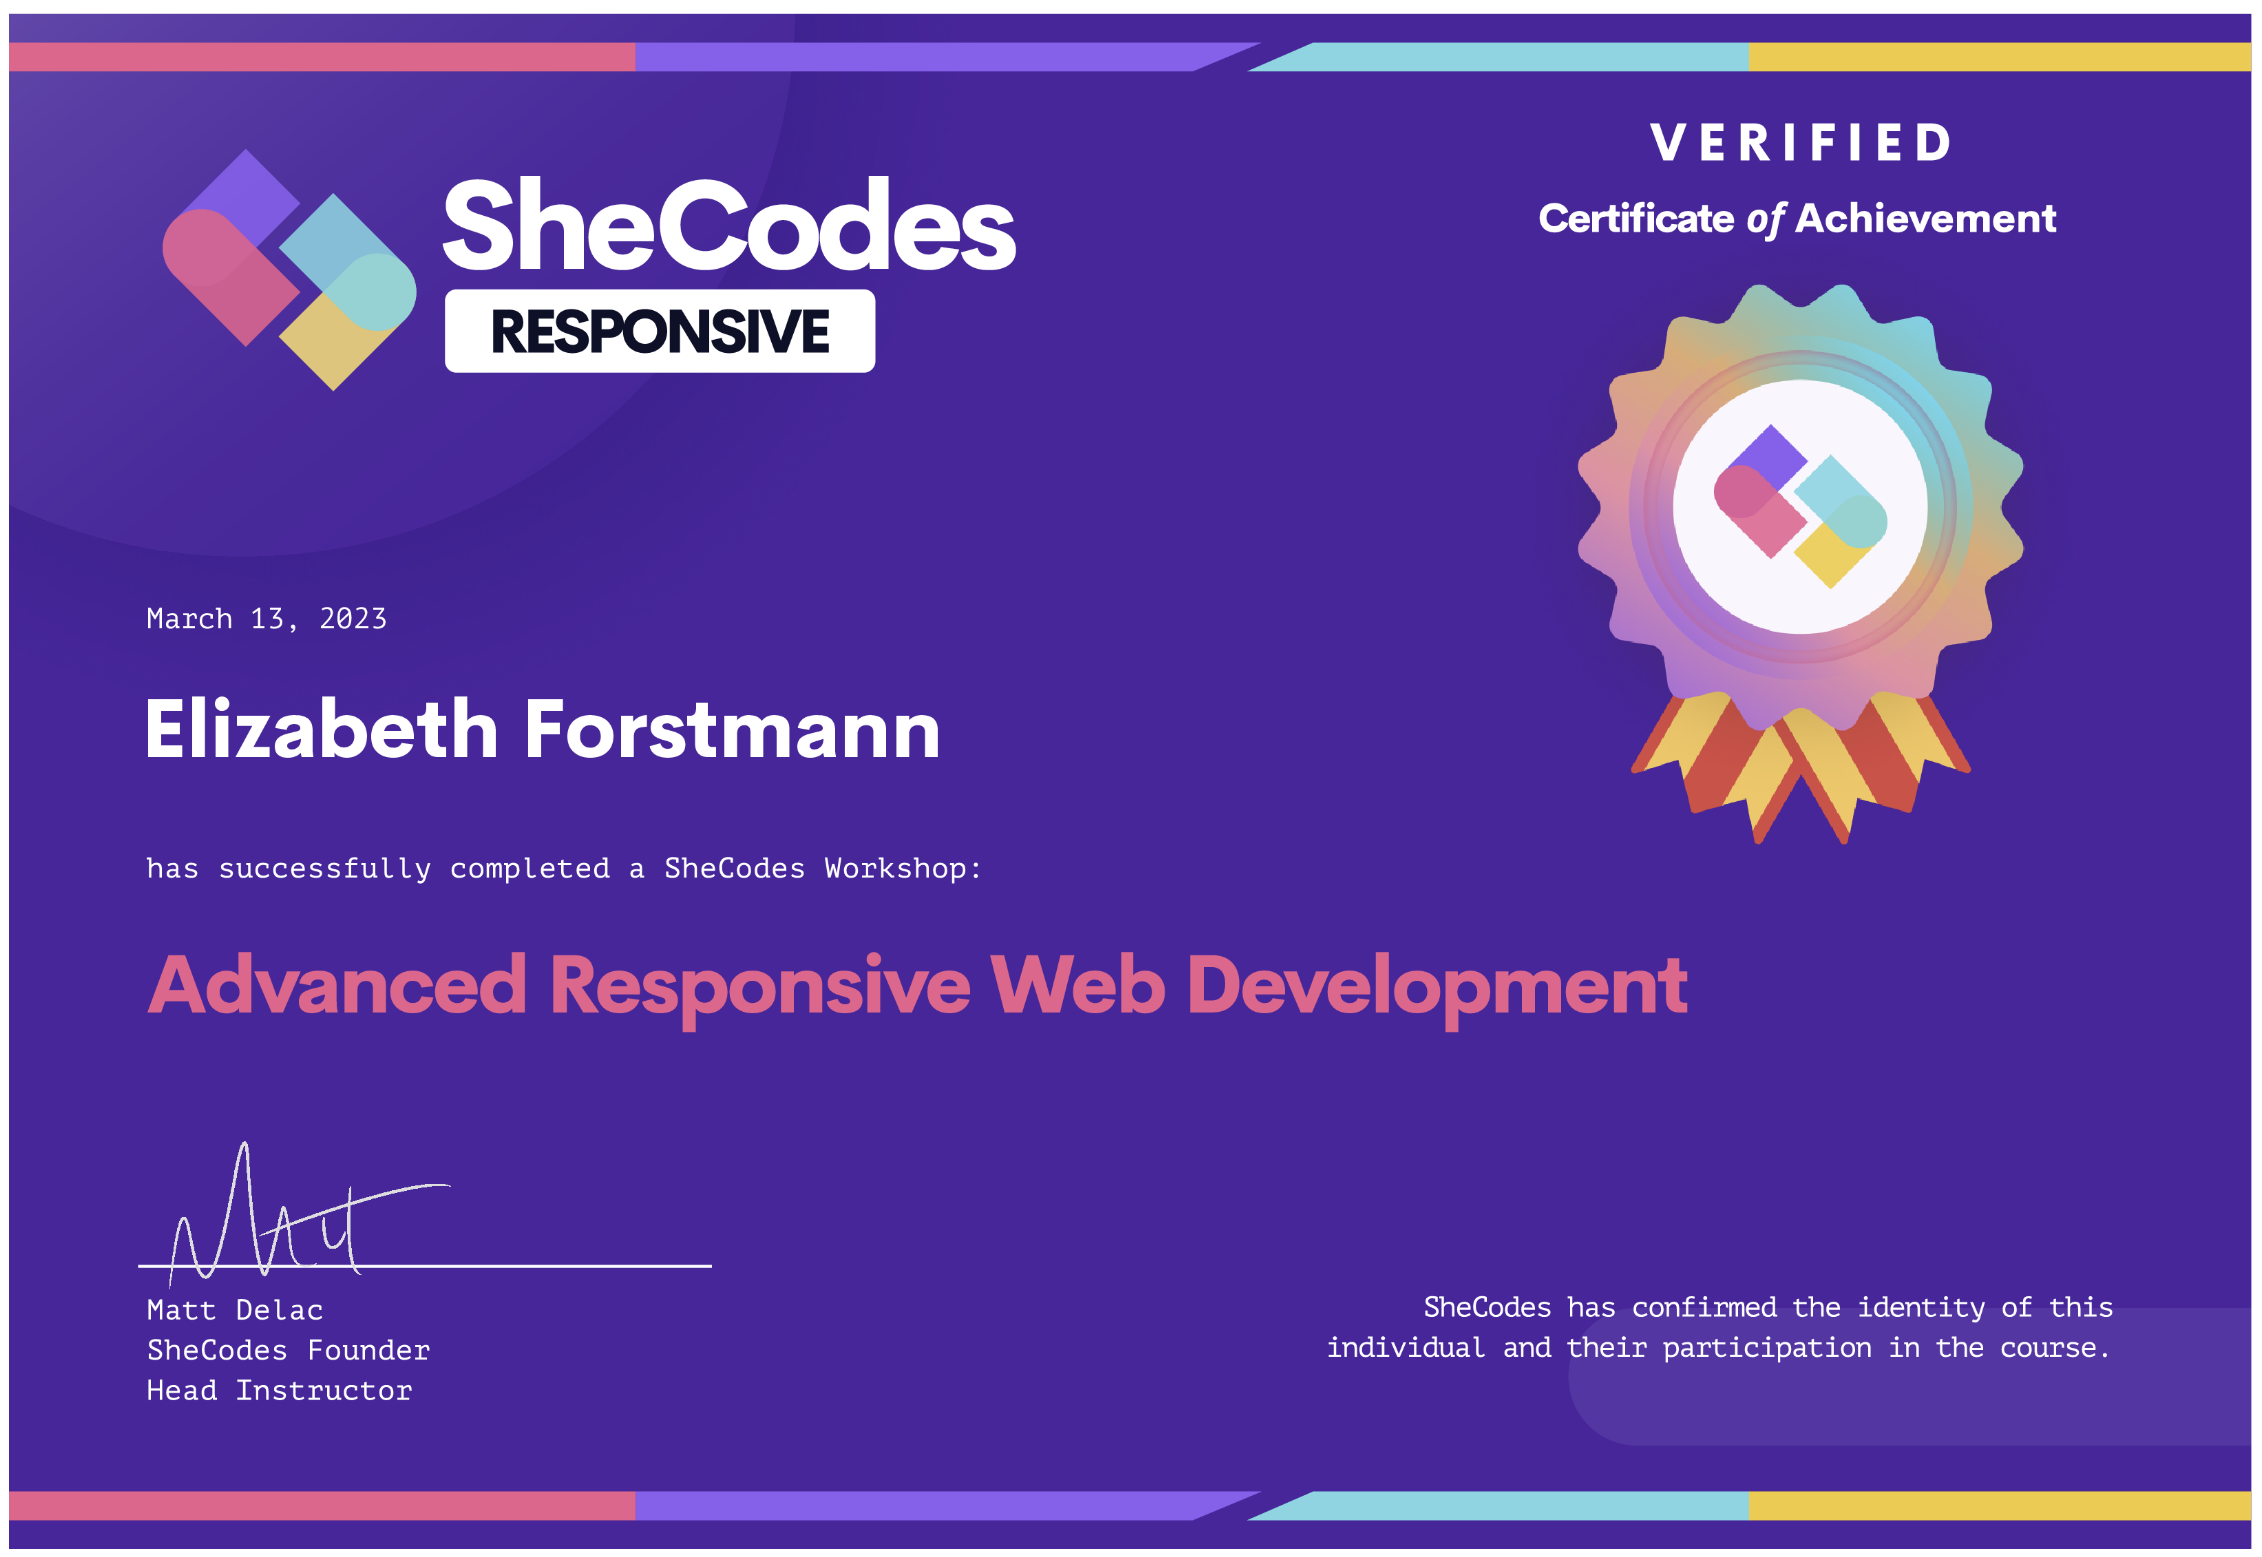 SheCodes
RESPONSIVE
VERIFIED
Certificate of Achievement
March 13, 2023
Elizabeth Forstmann
has successfully completed a SheCodes Workshop:
Advanced Responsive Web Development
Matt
Matt Delac
SheCodes Founder
Head Instructor
SheCodes has confirmed the identity of this
individual and their participation in the course.